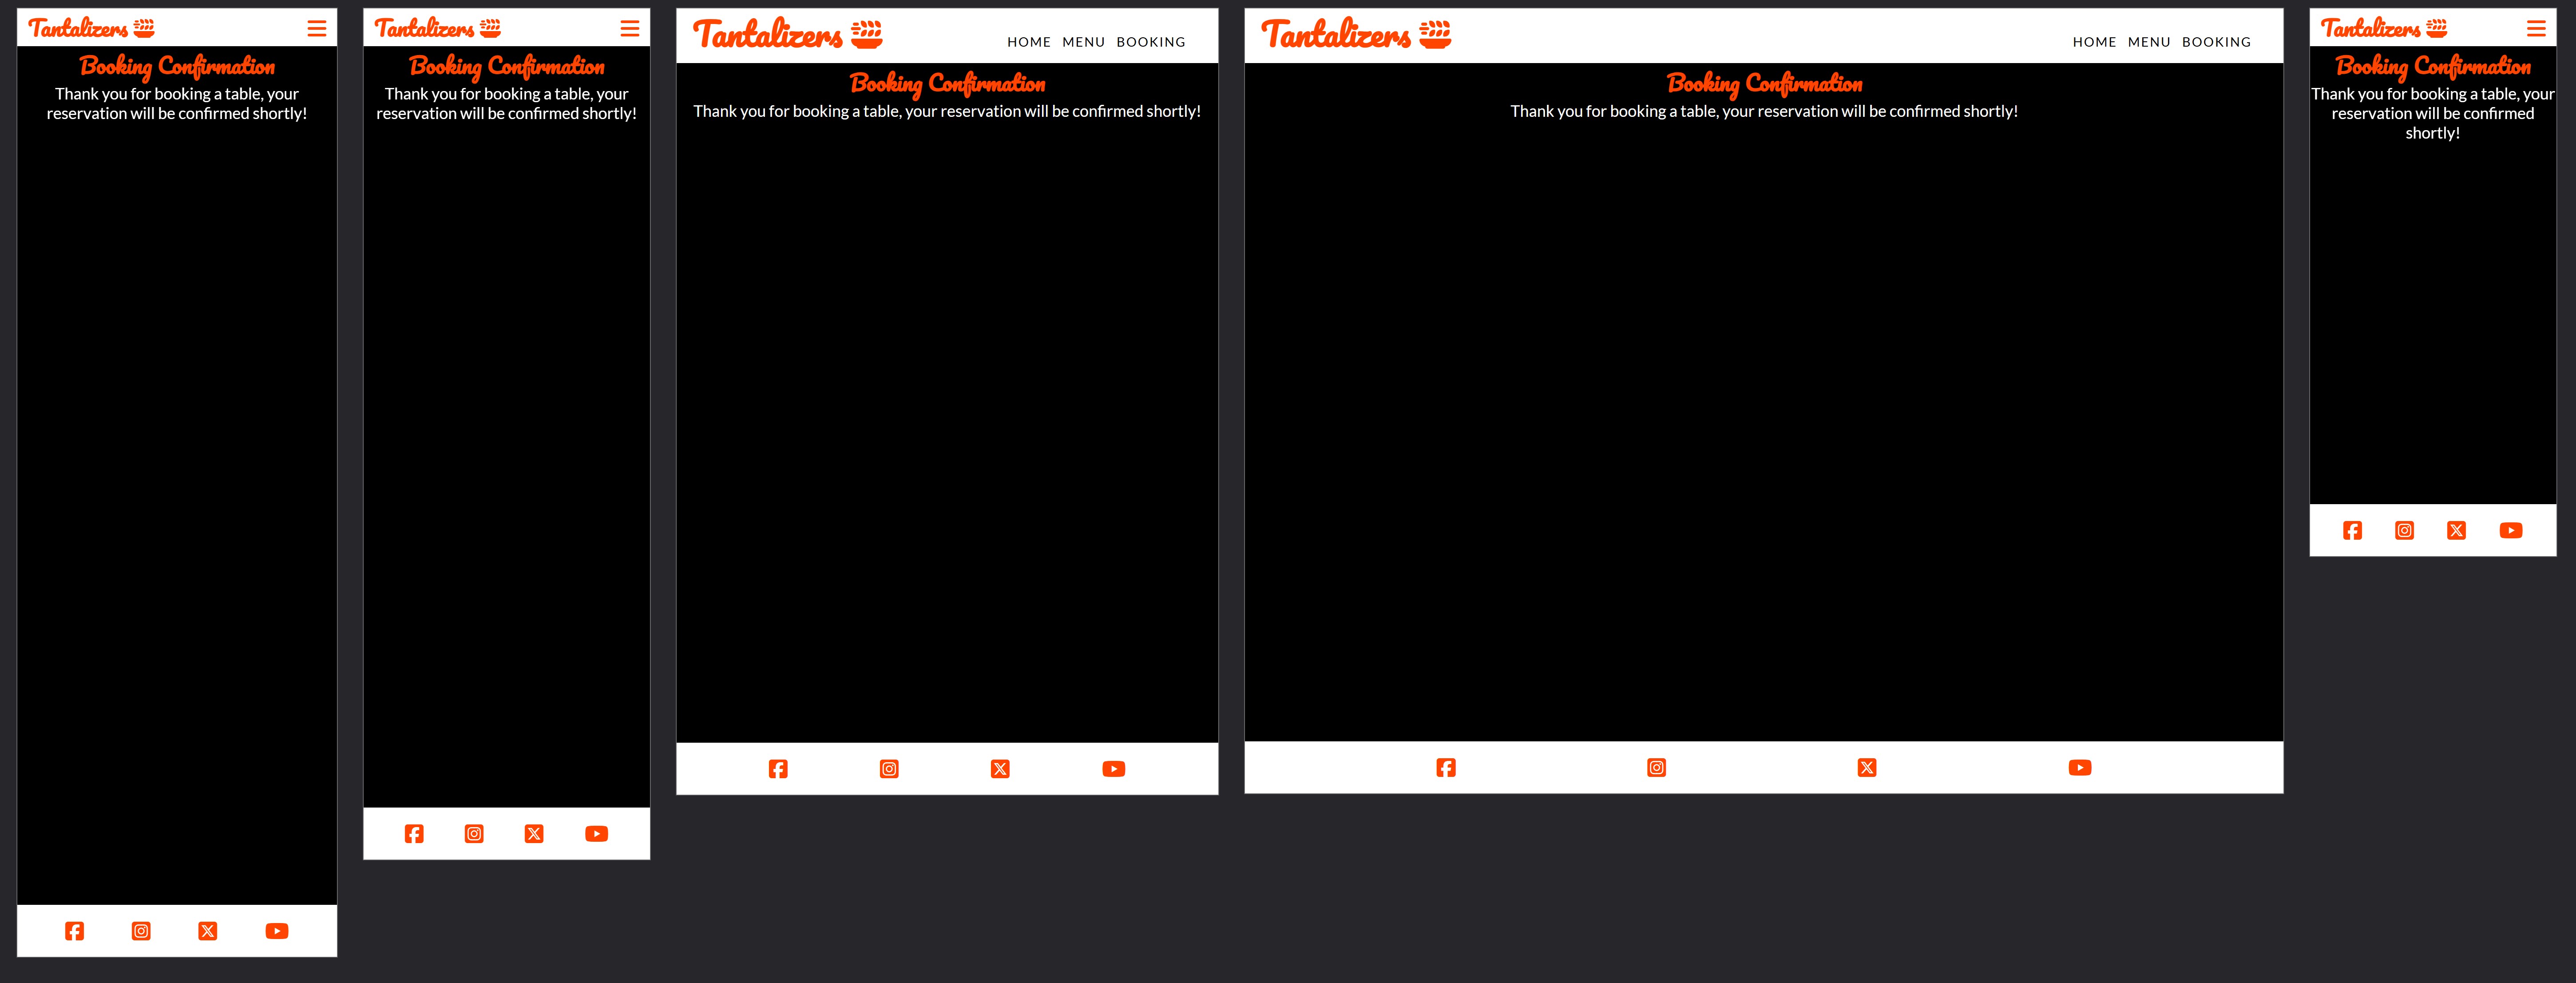 Tantalizers
Booking Confirmation
Thank you for booking a table, your
reservation will be confirmed shortly!
Tantalizers
Booking Confirmation
Thank you for booking a table, your
reservation will be confirmed shortly!
Tantalizers
HOME MENU BOOKING
Booking Confirmation
Thank you for booking a table, your reservation will be confirmed shortly!
Tantalizers
HOME MENU BOOKING
Booking Confirmation
Thank you for booking a table, your reservation will be confirmed shortly!
Tantalizers
Booking Confirmation
Thank you for booking a table, your
reservation will be confirmed
shortly!